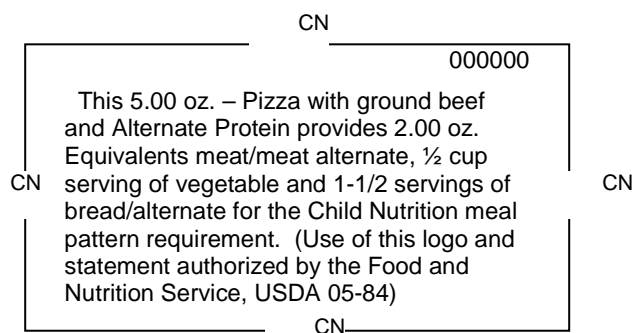 CN
000000
This 5.00 oz. – Pizza with ground beef
and Alternate Protein provides 2.00 oz.
Equivalents meat/meat alternate, ½ cup
CN serving of vegetable and 1-1/2 servings of CN
bread/alternate for the Child Nutrition meal
pattern requirement. (Use of this logo and
statement authorized by the Food and
Nutrition Service, USDA 05-84)
CN